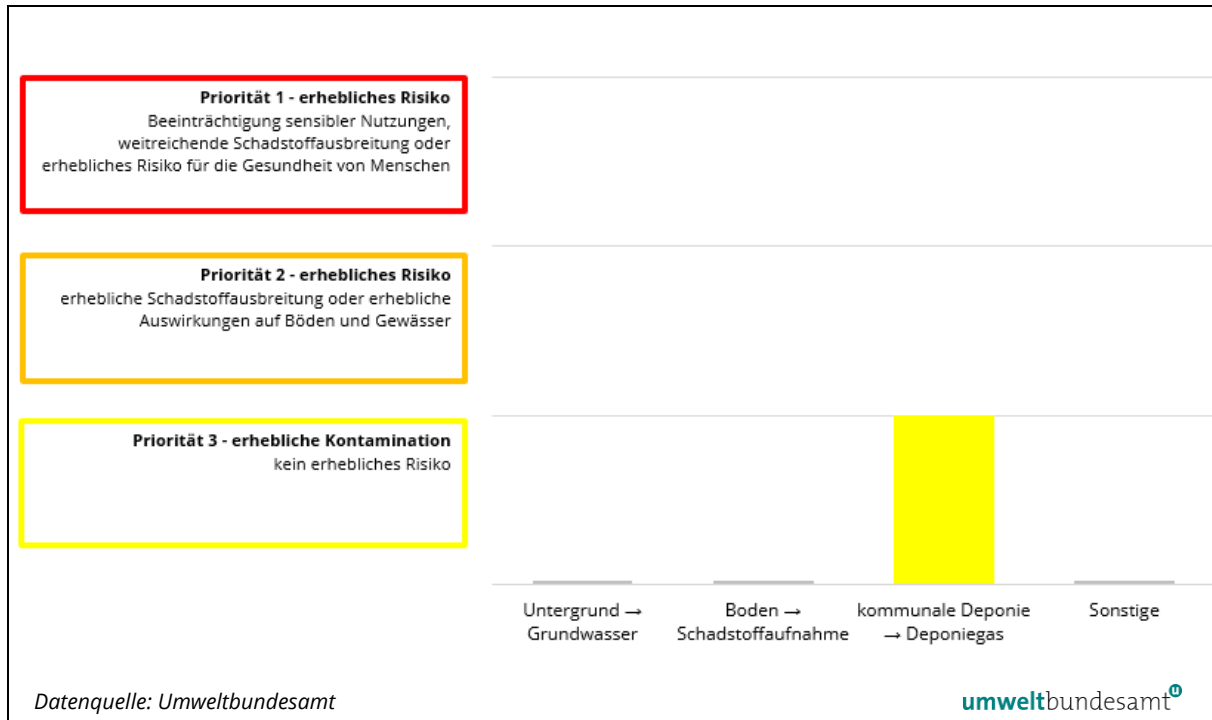 Priorität 1 - erhebliches Risiko
Beeinträchtigung sensibler Nutzungen,
weitreichende Schadstoffausbreitung oder
erhebliches Risiko für die Gesundheit von Menschen
Priorität 2 - erhebliches Risiko
erhebliche Schadstoffausbreitung oder erhebliche
Auswirkungen auf Böden und Gewässer
Priorität 3 - erhebliche Kontamination
kein erhebliches Risiko
Untergrund →
Grundwasser
Boden →
Schadstoffaufnahme
kommunale Deponie
→ Deponiegas
Sonstige
Datenquelle: Umweltbundesamt
umweltbundesamt
u